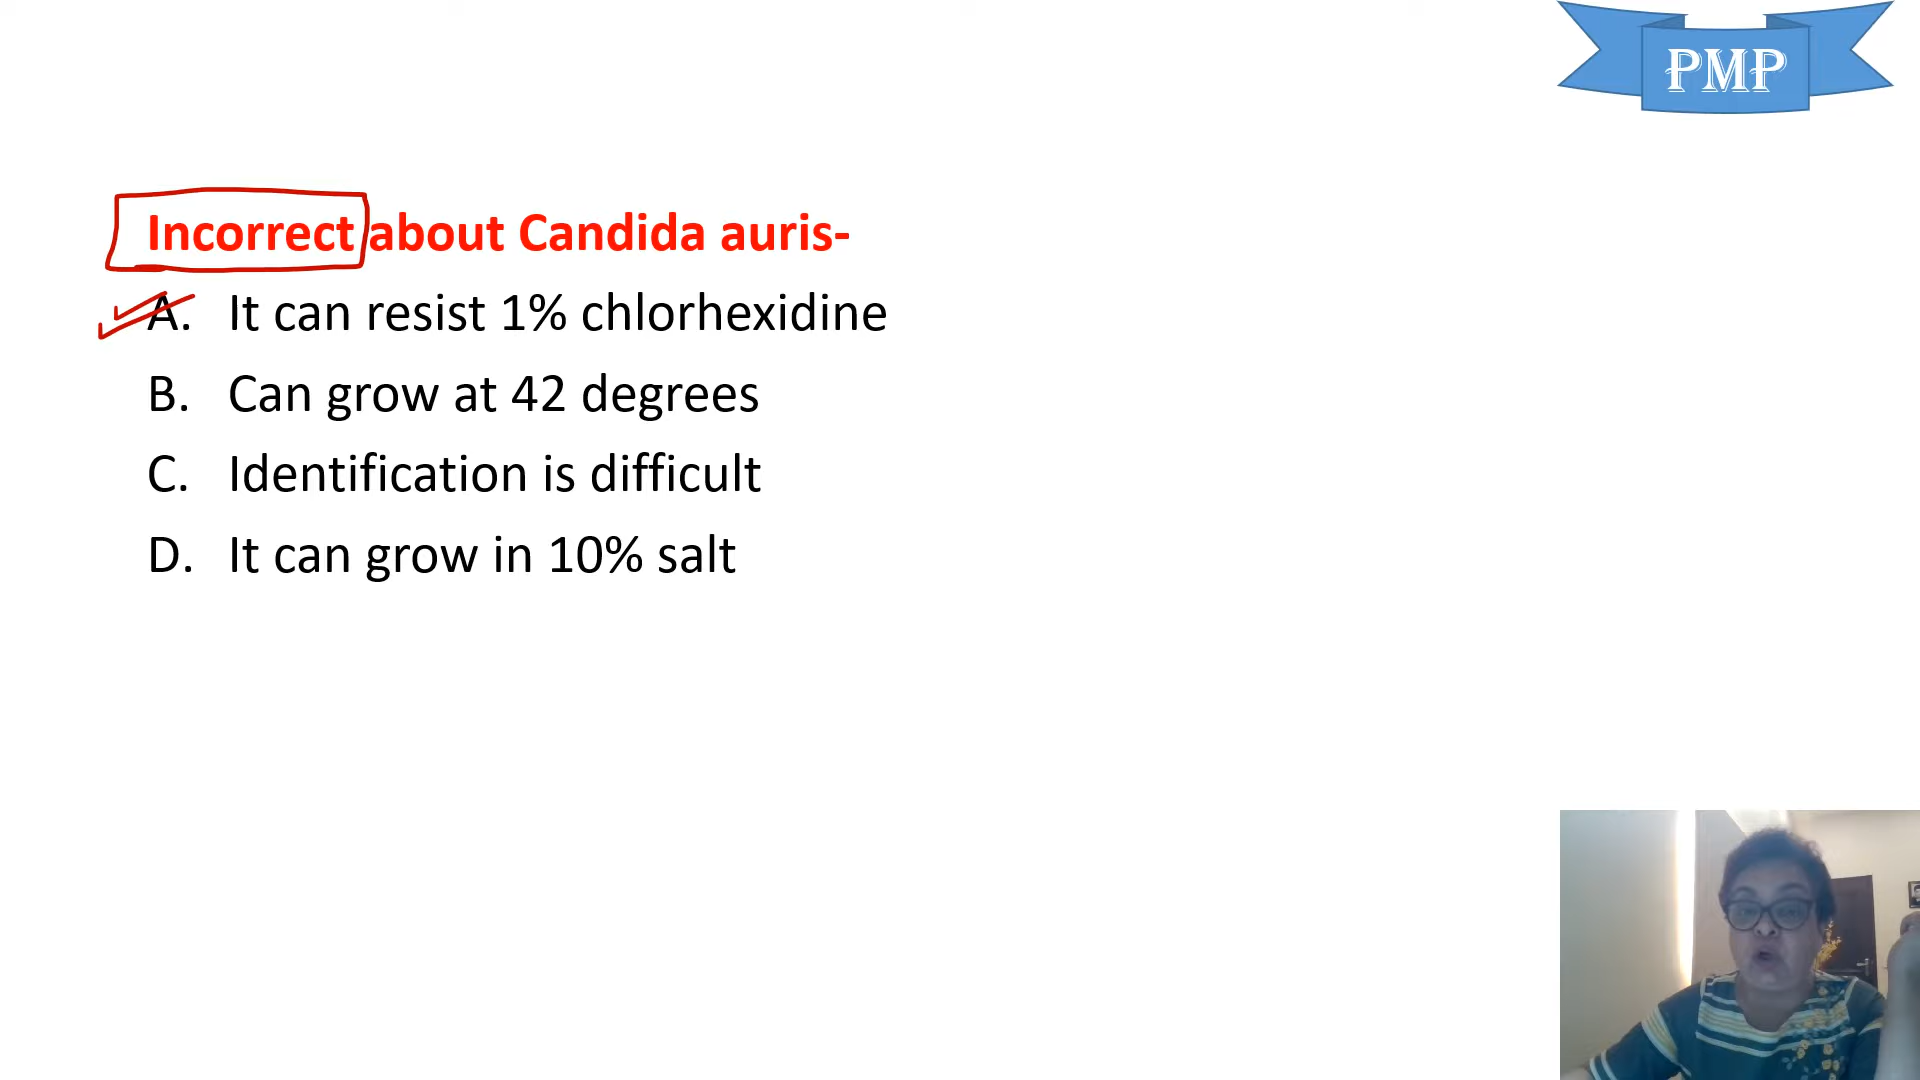 PMP
Incorrect about Candida auris-
A. It can resist 1% chlorhexidine
B. Can grow at 42 degrees
C. Identification is difficult
D. It can grow in 10% salt